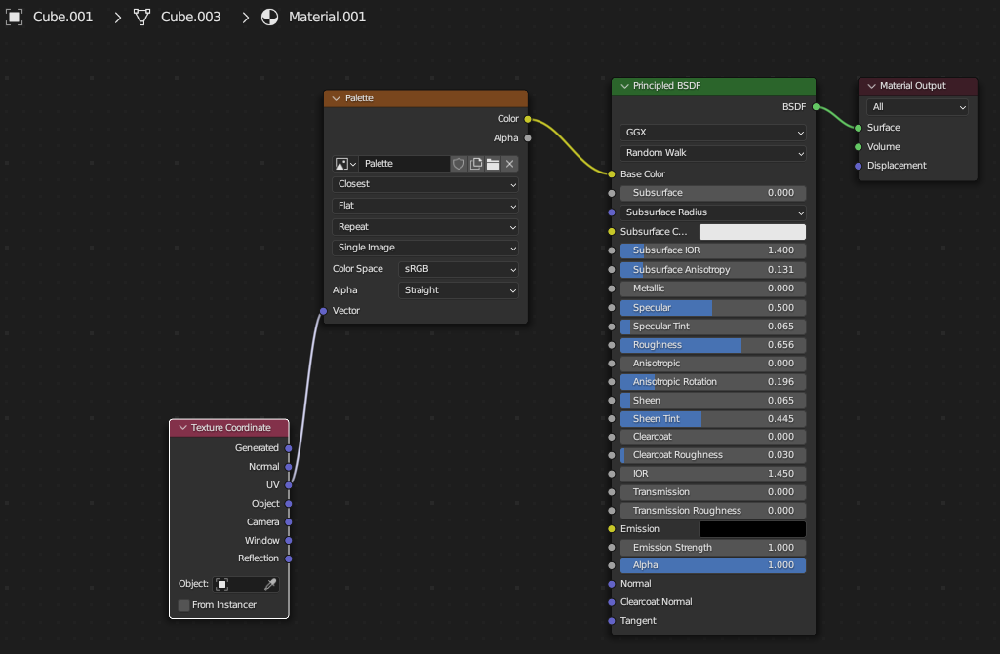 Cube.001 > Cube.003 > Material.001
Palette
Color
Alpha
Palette
Closest
Flat
Repeat
Single Image
Color Space sRGB
Alpha Straight
Vector
Texture Coordinate
Generated
Normal
UV
Object
Camera
Window
Reflection
Object:
From Instancer
Principled BSDF
BSDF
GGX
Random Walk
Base Color
Subsurface 0.000
Subsurface Radius
Subsurface C...
Subsurface IOR 1.400
Subsurface Anisotropy 0.131
Metallic 0.000
Specular 0.500
Specular Tint 0.065
Roughness 0.656
Anisotropic 0.000
Anisotropic Rotation 0.196
Sheen 0.065
Sheen Tint 0.445
Clearcoat 0.000
Clearcoat Roughness 0.030
IOR 1.450
Transmission 0.000
Transmission Roughness 0.000
Emission
Emission Strength 1.000
Alpha 1.000
Normal
Clearcoat Normal
Tangent
Material Output
All
Surface
Volume
Displacement